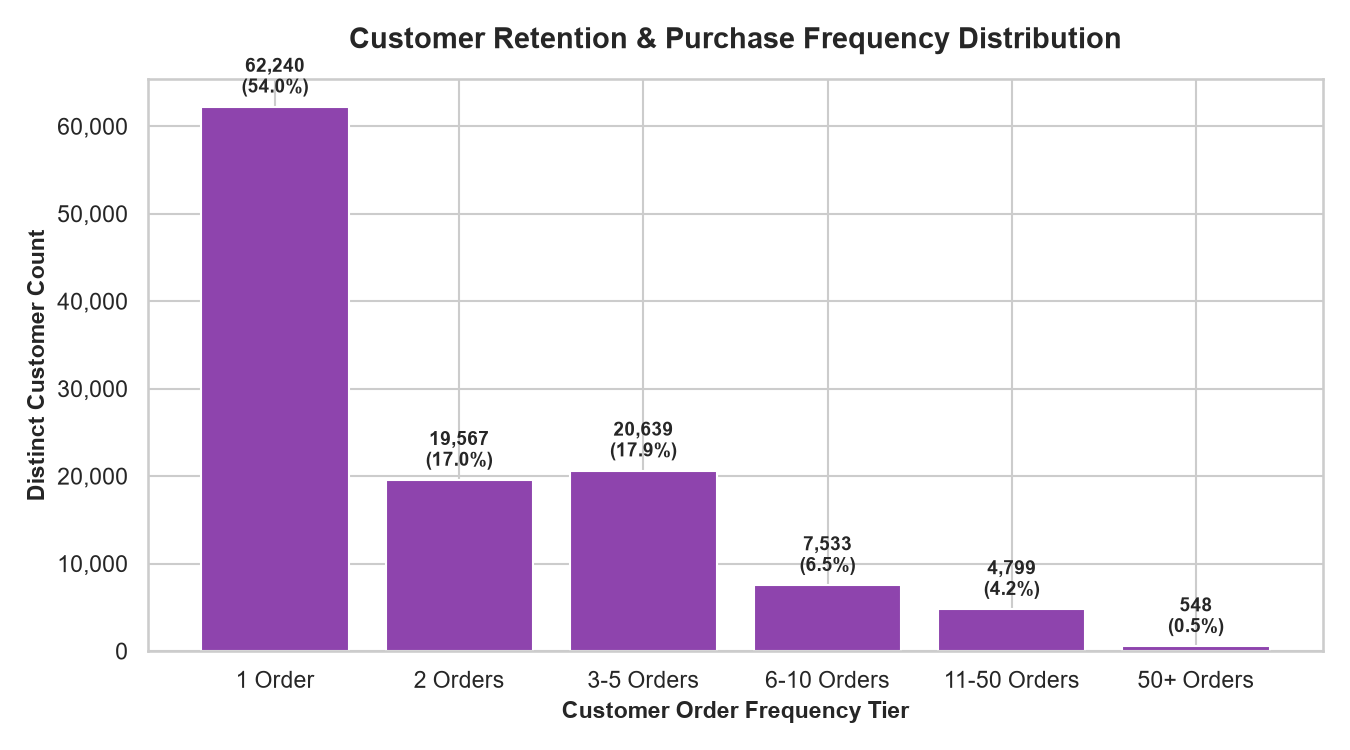 Customer Retention & Purchase Frequency Distribution
62,240
(54.0%)
60,000
50,000
40,000
30,000
20,000
10,000
0
Distinct Customer Count
19,567
(17.0%)
20,639
(17.9%)
7,533
(6.5%)
4,799
(4.2%)
548
(0.5%)
1 Order
2 Orders
3-5 Orders
6-10 Orders
11-50 Orders
50+ Orders
Customer Order Frequency Tier